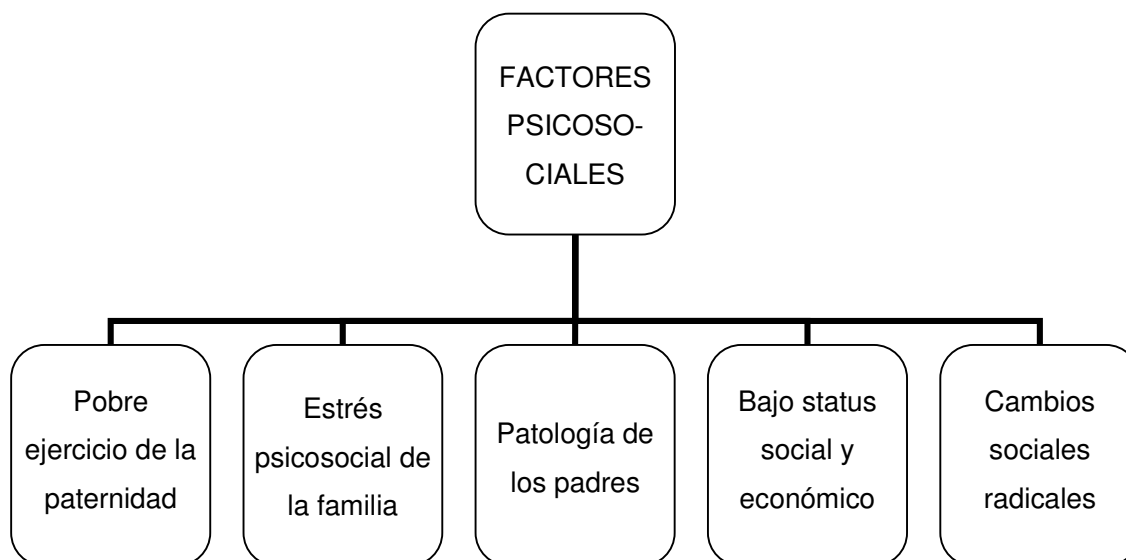 FACTORES
PSICOSO-
CIALES
Pobre
ejercicio de la
paternidad
Estrés
psicosocial de
la familia
Patología de
los padres
Bajo status
social y
económico
Cambios
sociales
radicales